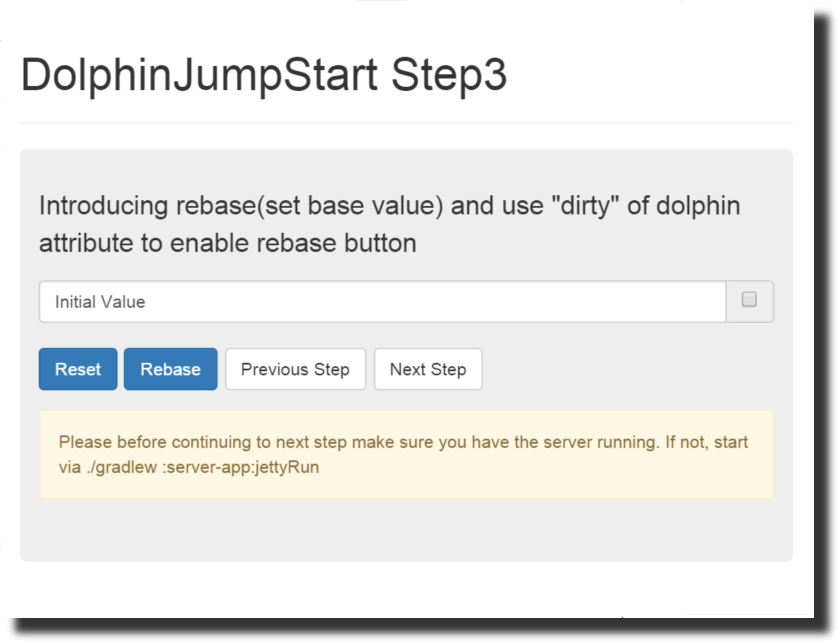 DolphinJumpStart Step3
Introducing rebase(set base value) and use "dirty" of dolphin
attribute to enable rebase button
Initial Value
Reset Rebase Previous Step Next Step
Please before continuing to next step make sure you have the server running. If not, start
via ./gradlew :server-app:jettyRun